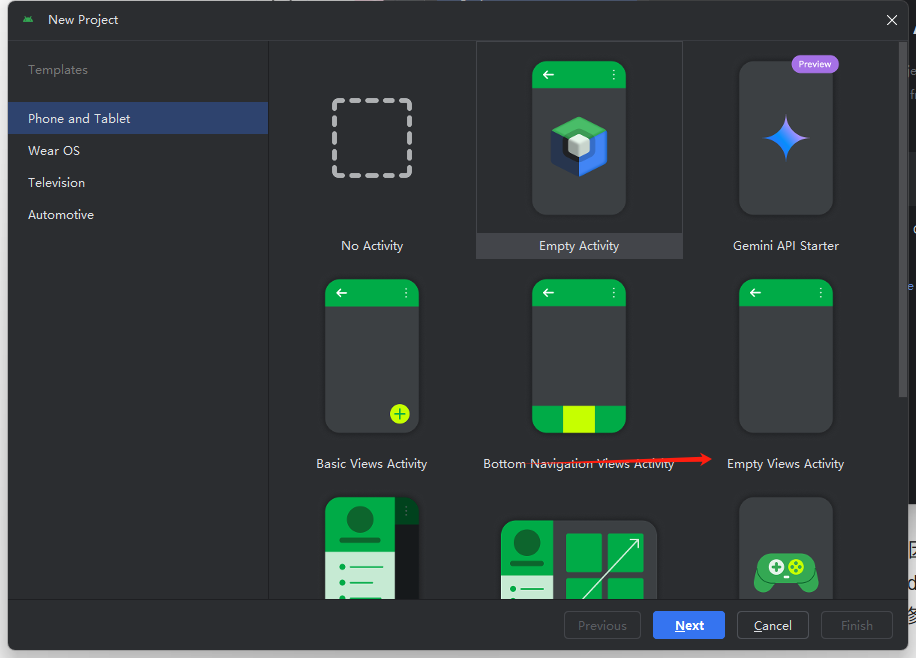 New Project
Templates
Phone and Tablet
Wear OS
Television
Automotive
Preview
No Activity
Empty Activity
Gemini API Starter
Basic Views Activity
Bottom Navigation Views Activity
Empty Views Activity
Previous
Next
Cancel
Finish